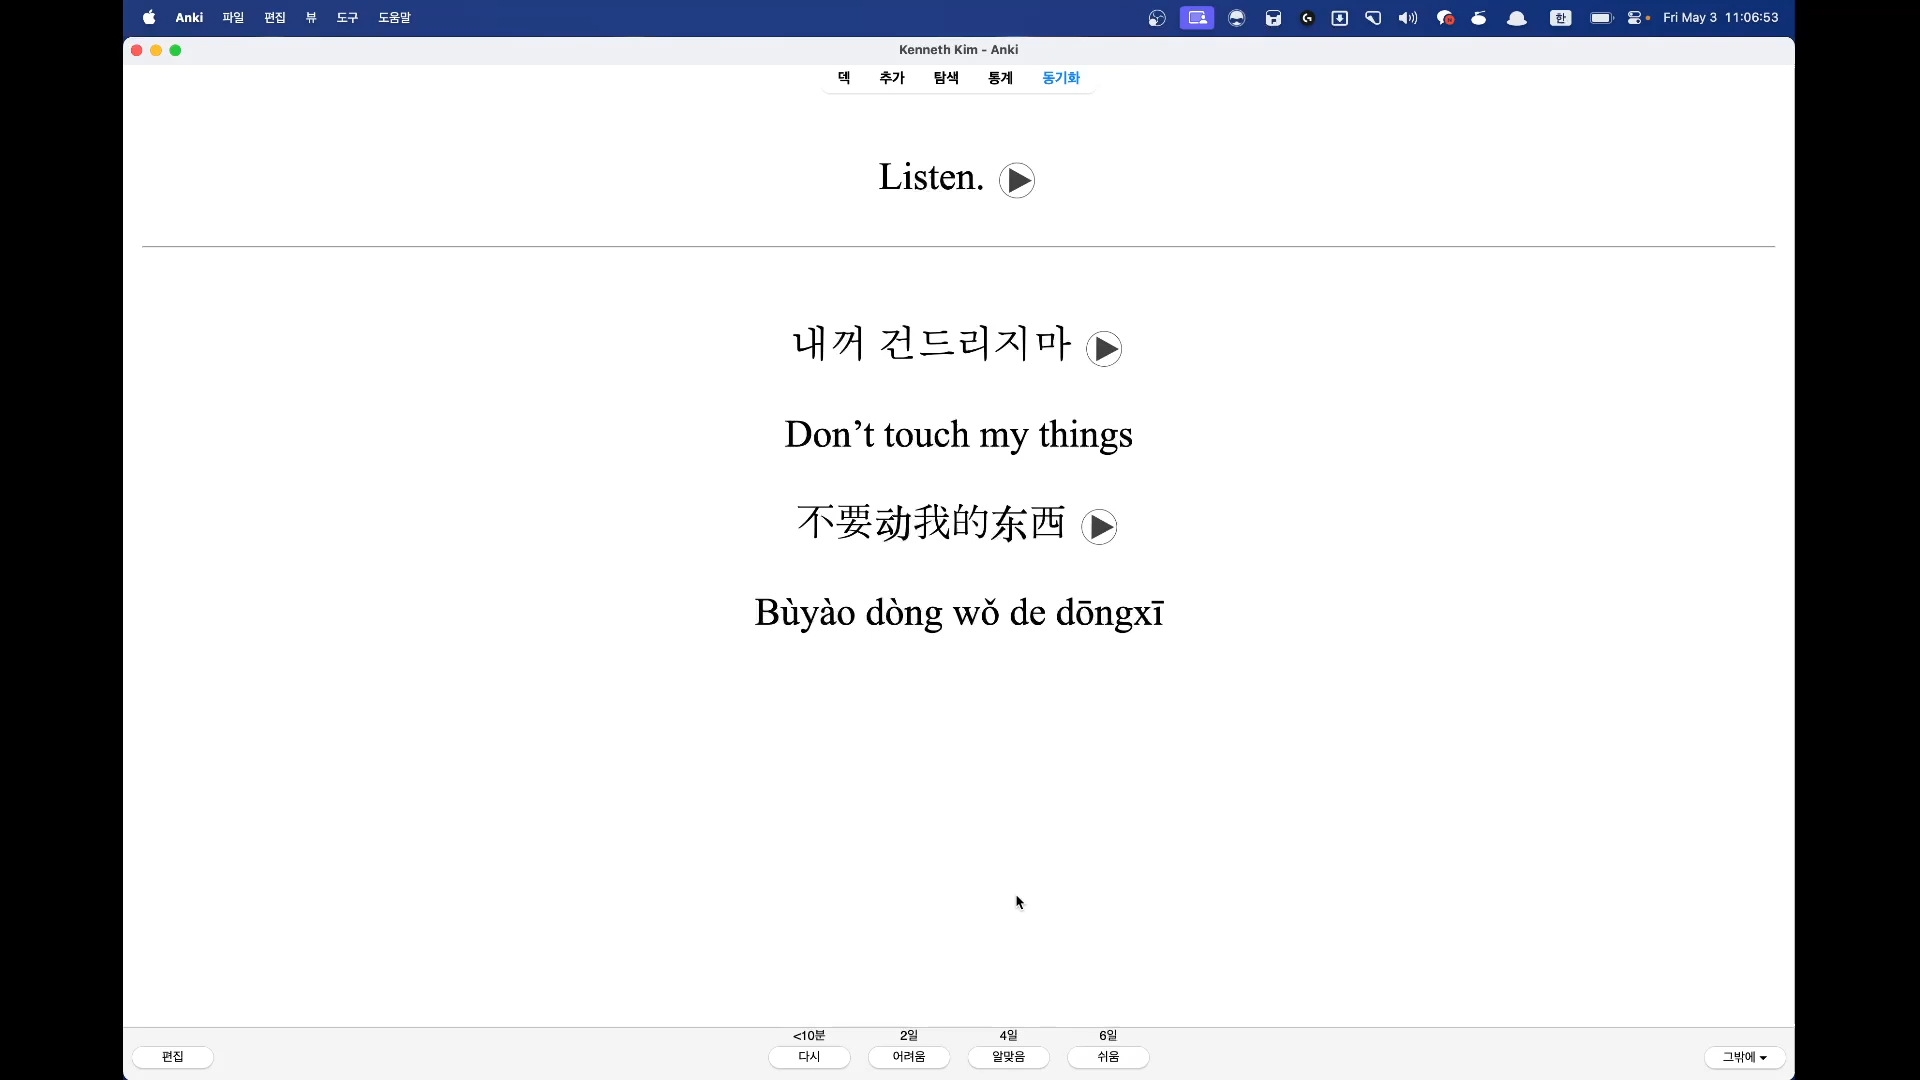 Anki 파일 편집 뷰 도구 도움말 한 Fri May 3 11:06:53
Kenneth Kim - Anki
덱 추가 탐색 통계 동기화
Listen.
내꺼 건드리지마
Don’t touch my things
不要动我的东西
Bùyào dòng wǒ de dōngxī
<10분 2일 4일 6일
편집 다시 어려움 알맞음 쉬움 그밖에